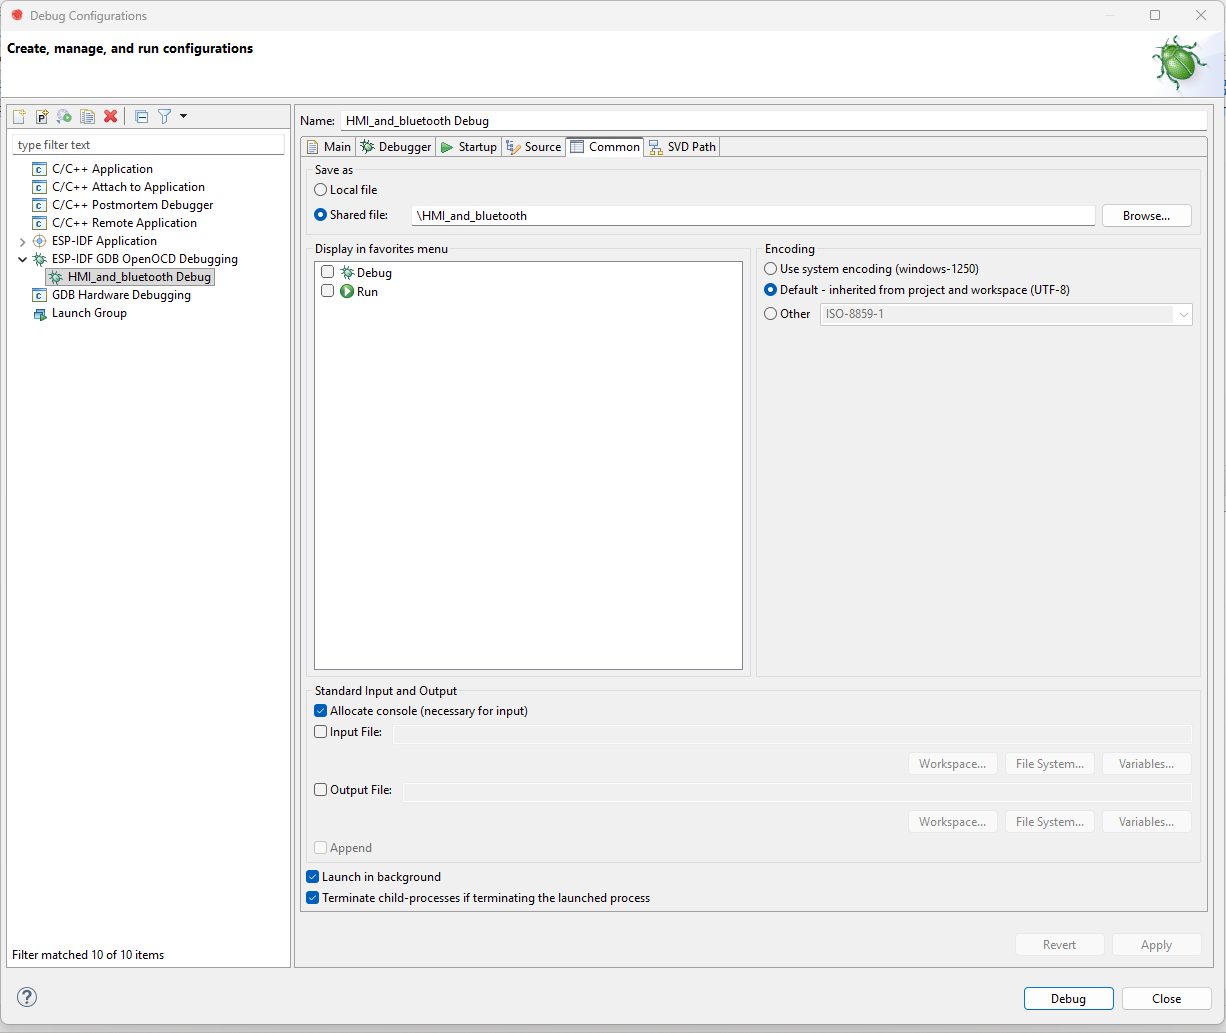 Debug Configurations
Create, manage, and run configurations
type filter text
C/C++ Application
C/C++ Attach to Application
C/C++ Postmortem Debugger
C/C++ Remote Application
ESP-IDF Application
ESP-IDF GDB OpenOCD Debugging
HMI_and_bluetooth Debug
GDB Hardware Debugging
Launch Group
Filter matched 10 of 10 items
Name: HMI_and_bluetooth Debug
Main Debugger Startup Source Common SVD Path
Save as
Local file
Shared file: \HMI_and_bluetooth Browse...
Display in favorites menu
Debug
Run
Encoding
Use system encoding (windows-1250)
Default - inherited from project and workspace (UTF-8)
Other ISO-8859-1
Standard Input and Output
Allocate console (necessary for input)
Input File:
Workspace... File System... Variables...
Output File:
Workspace... File System... Variables...
Append
Launch in background
Terminate child-processes if terminating the launched process
Revert Apply
Debug Close